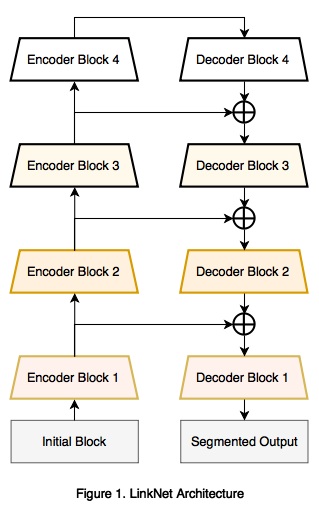 Encoder Block 4
Decoder Block 4
Encoder Block 3
Decoder Block 3
Encoder Block 2
Decoder Block 2
Encoder Block 1
Decoder Block 1
Initial Block
Segmented Output
Figure 1. LinkNet Architecture